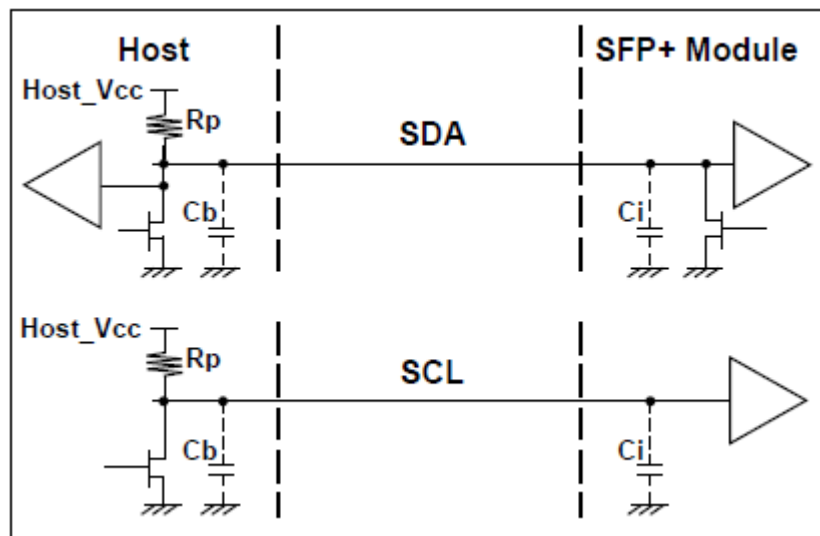 Host
SFP+ Module
Host_Vcc
Rp
SDA
Cb
Ci
Host_Vcc
Rp
SCL
Cb
Ci